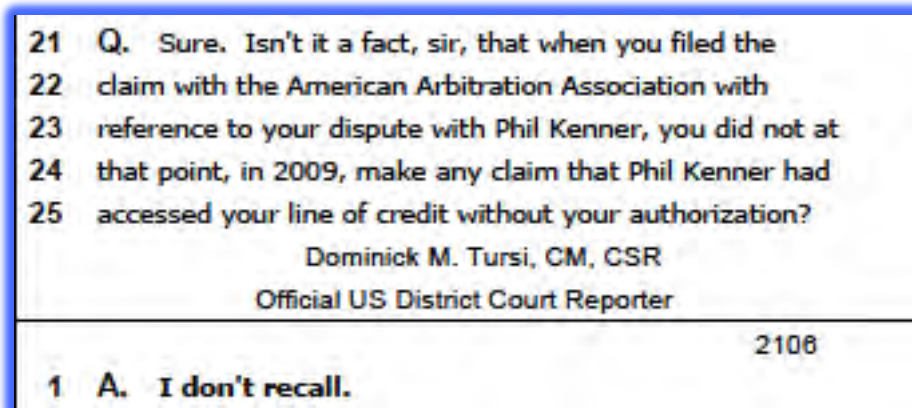 21 Q. Sure. Isn't it a fact, sir, that when you filed the
22 claim with the American Arbitration Association with
23 reference to your dispute with Phil Kenner, you did not at
24 that point, in 2009, make any claim that Phil Kenner had
25 accessed your line of credit without your authorization?
Dominick M. Tursi, CM, CSR
Official US District Court Reporter
2106
1 A. I don't recall.